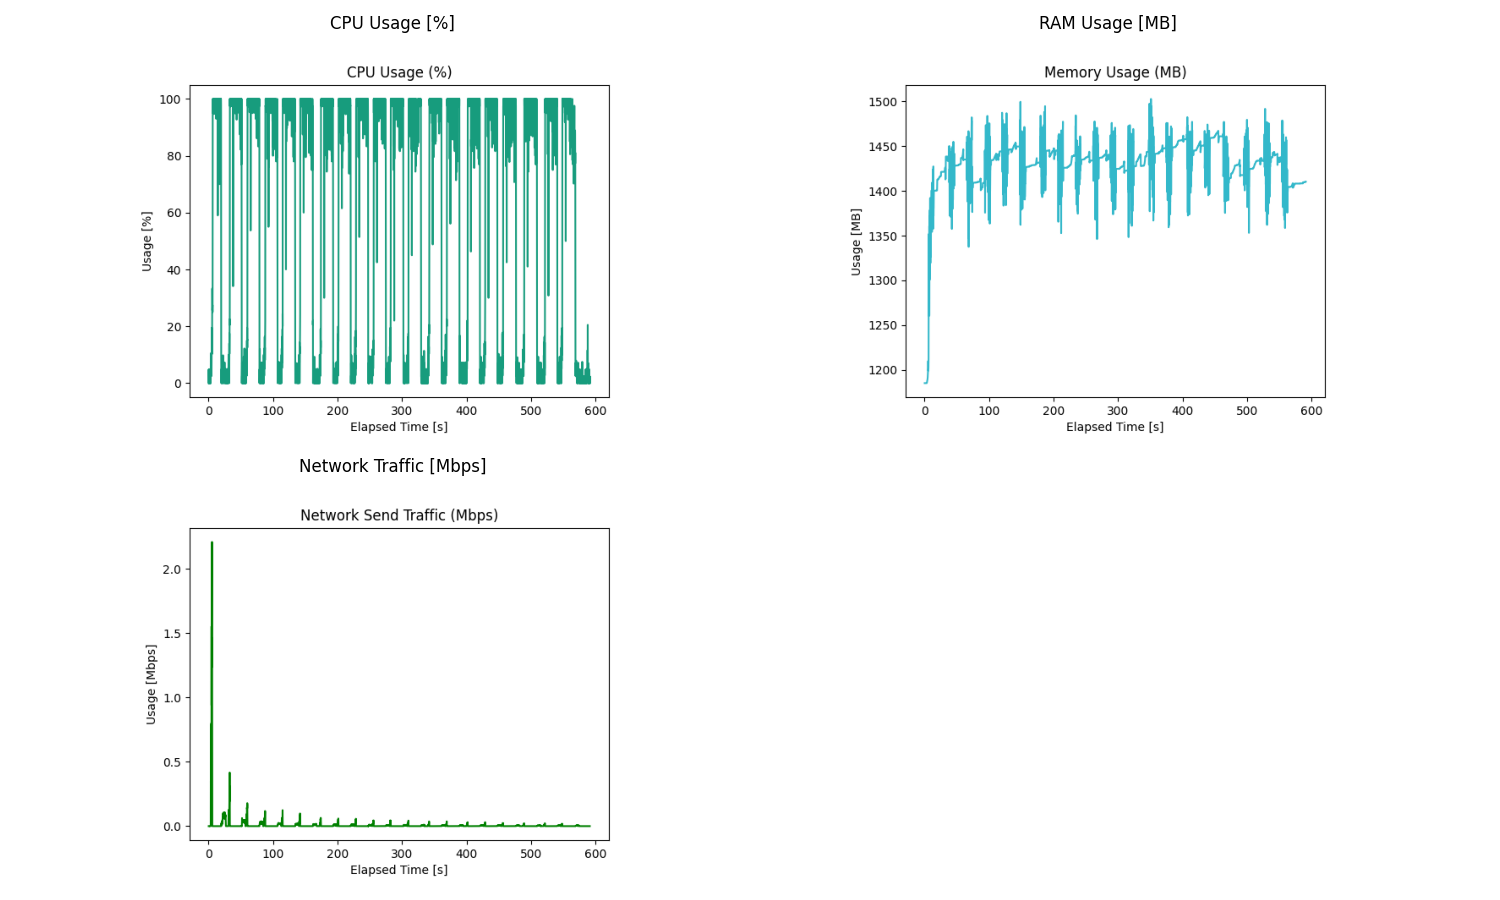 CPU Usage [%]
RAM Usage [MB]
CPU Usage (%)
100
80
60
40
20
0
Usage [%]
0 100 200 300 400 500 600
Elapsed Time [s]
Memory Usage (MB)
1500
1450
1400
1350
1300
1250
1200
Usage [MB]
0 100 200 300 400 500 600
Elapsed Time [s]
Network Traffic [Mbps]
Network Send Traffic (Mbps)
2.0
1.5
1.0
0.5
0.0
Usage [Mbps]
0 100 200 300 400 500 600
Elapsed Time [s]